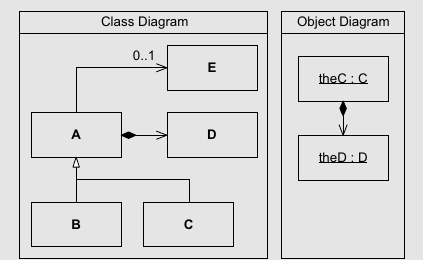 Class Diagram
0..1
E
A
D
B
C
Object Diagram
theC : C
theD : D